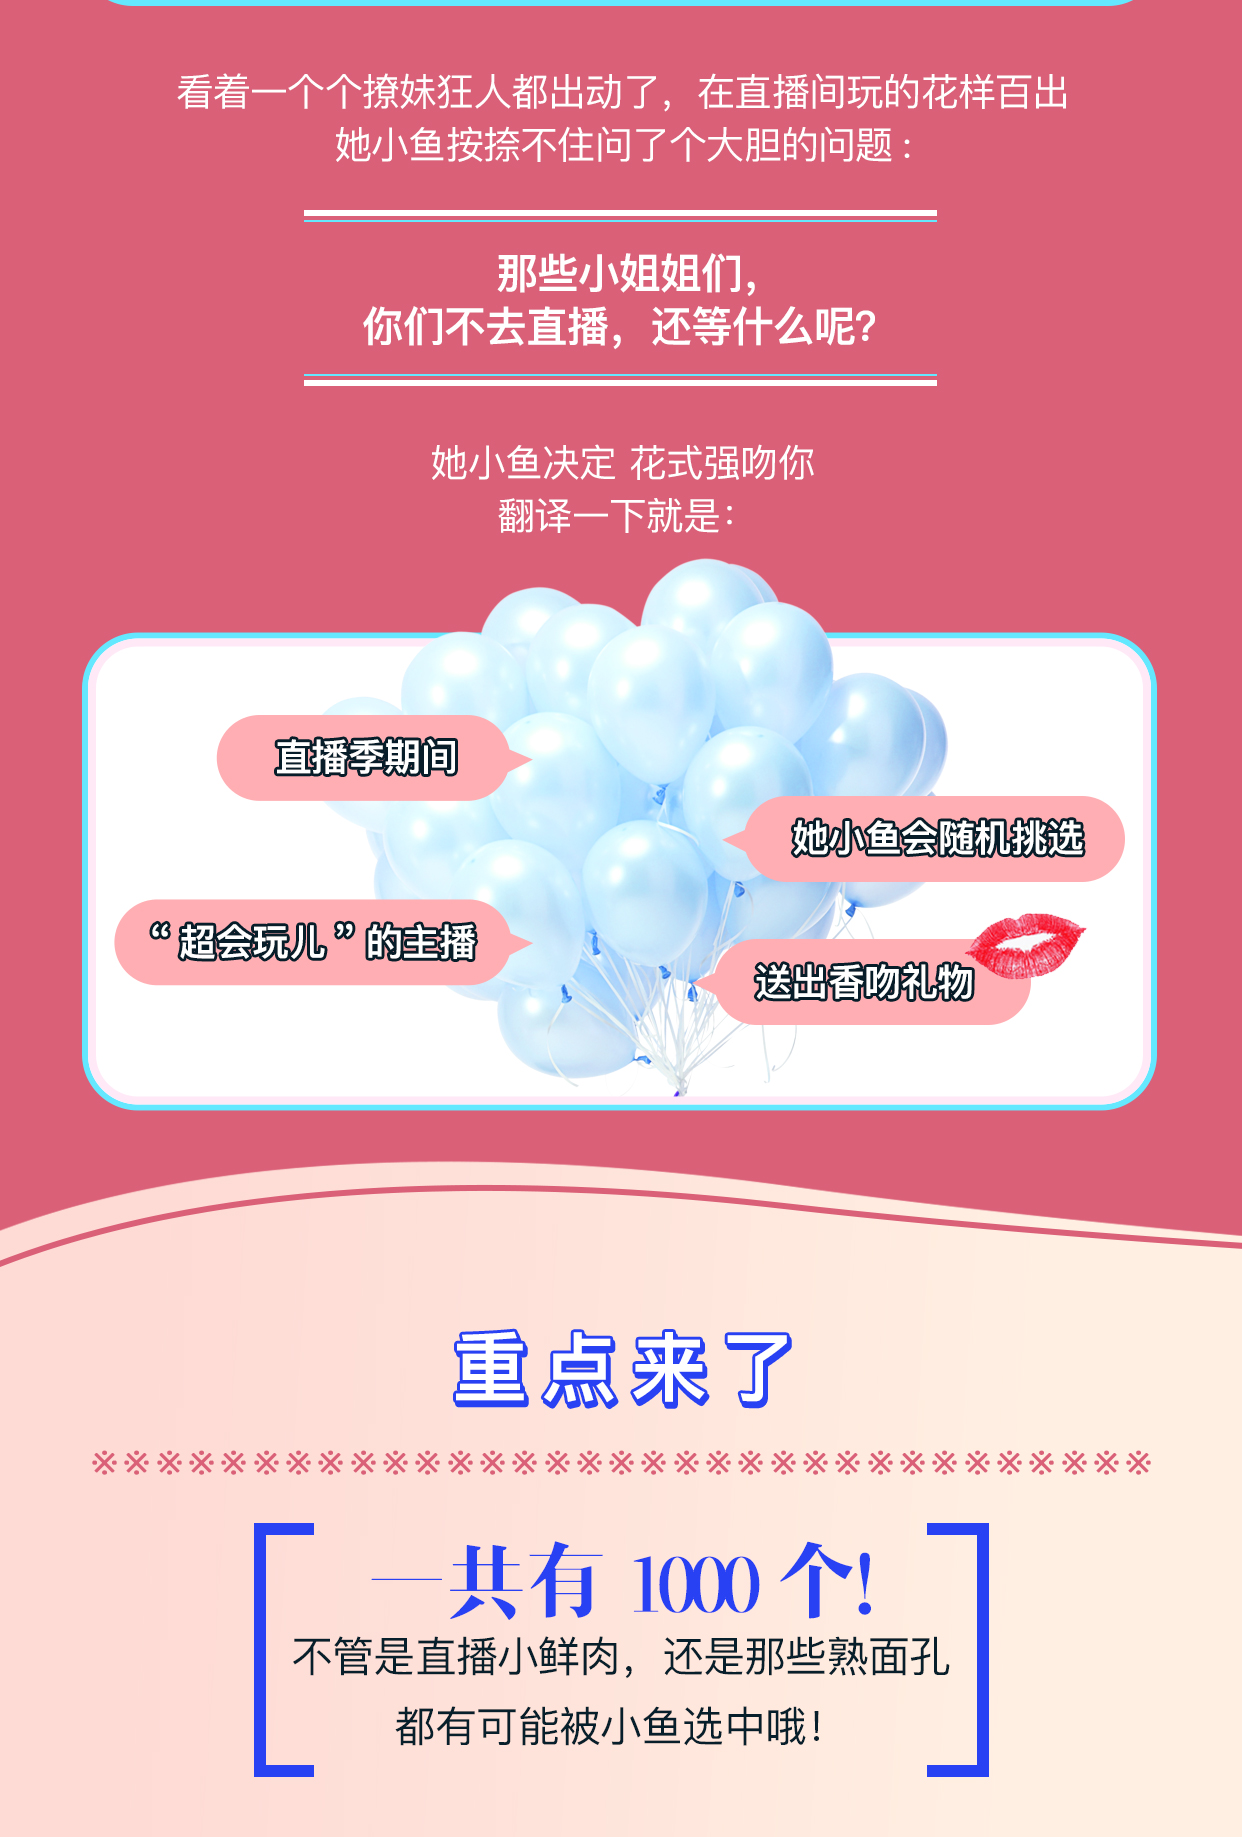 看着一个个撩妹狂人都出动了，在直播间玩的花样百出
她小鱼按捺不住问了个大胆的问题：
那些小姐姐们，
你们不去直播，还等什么呢？
她小鱼决定 花式强吻你
翻译一下就是：
直播季期间
她小鱼会随机挑选
“超会玩儿”的主播
送出香吻礼物
重点来了
※※※※※※※※※※※※※※※※※※※※※※※※※※※※※※※※※
一共有 1000 个！
不管是直播小鲜肉，还是那些熟面孔
都有可能被小鱼选中哦！